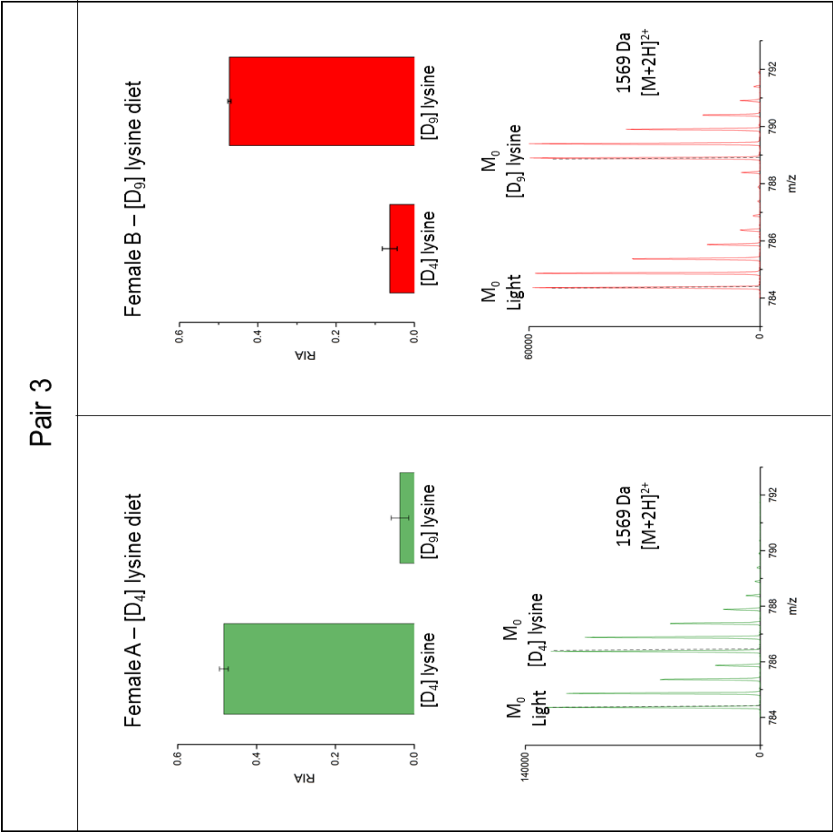 Pair 3
Female A – [D4] lysine diet
0.6
0.4
0.2
0.0
RIA
[D4] lysine
[D9] lysine
140000
0
M0
Light
M0
[D4] lysine
1569 Da
[M+2H]2+
784
786
788
790
792
m/z
Female B – [D9] lysine diet
0.6
0.4
0.2
0.0
RIA
[D4] lysine
[D9] lysine
60000
0
M0
Light
M0
[D9] lysine
1569 Da
[M+2H]2+
784
786
788
790
792
m/z